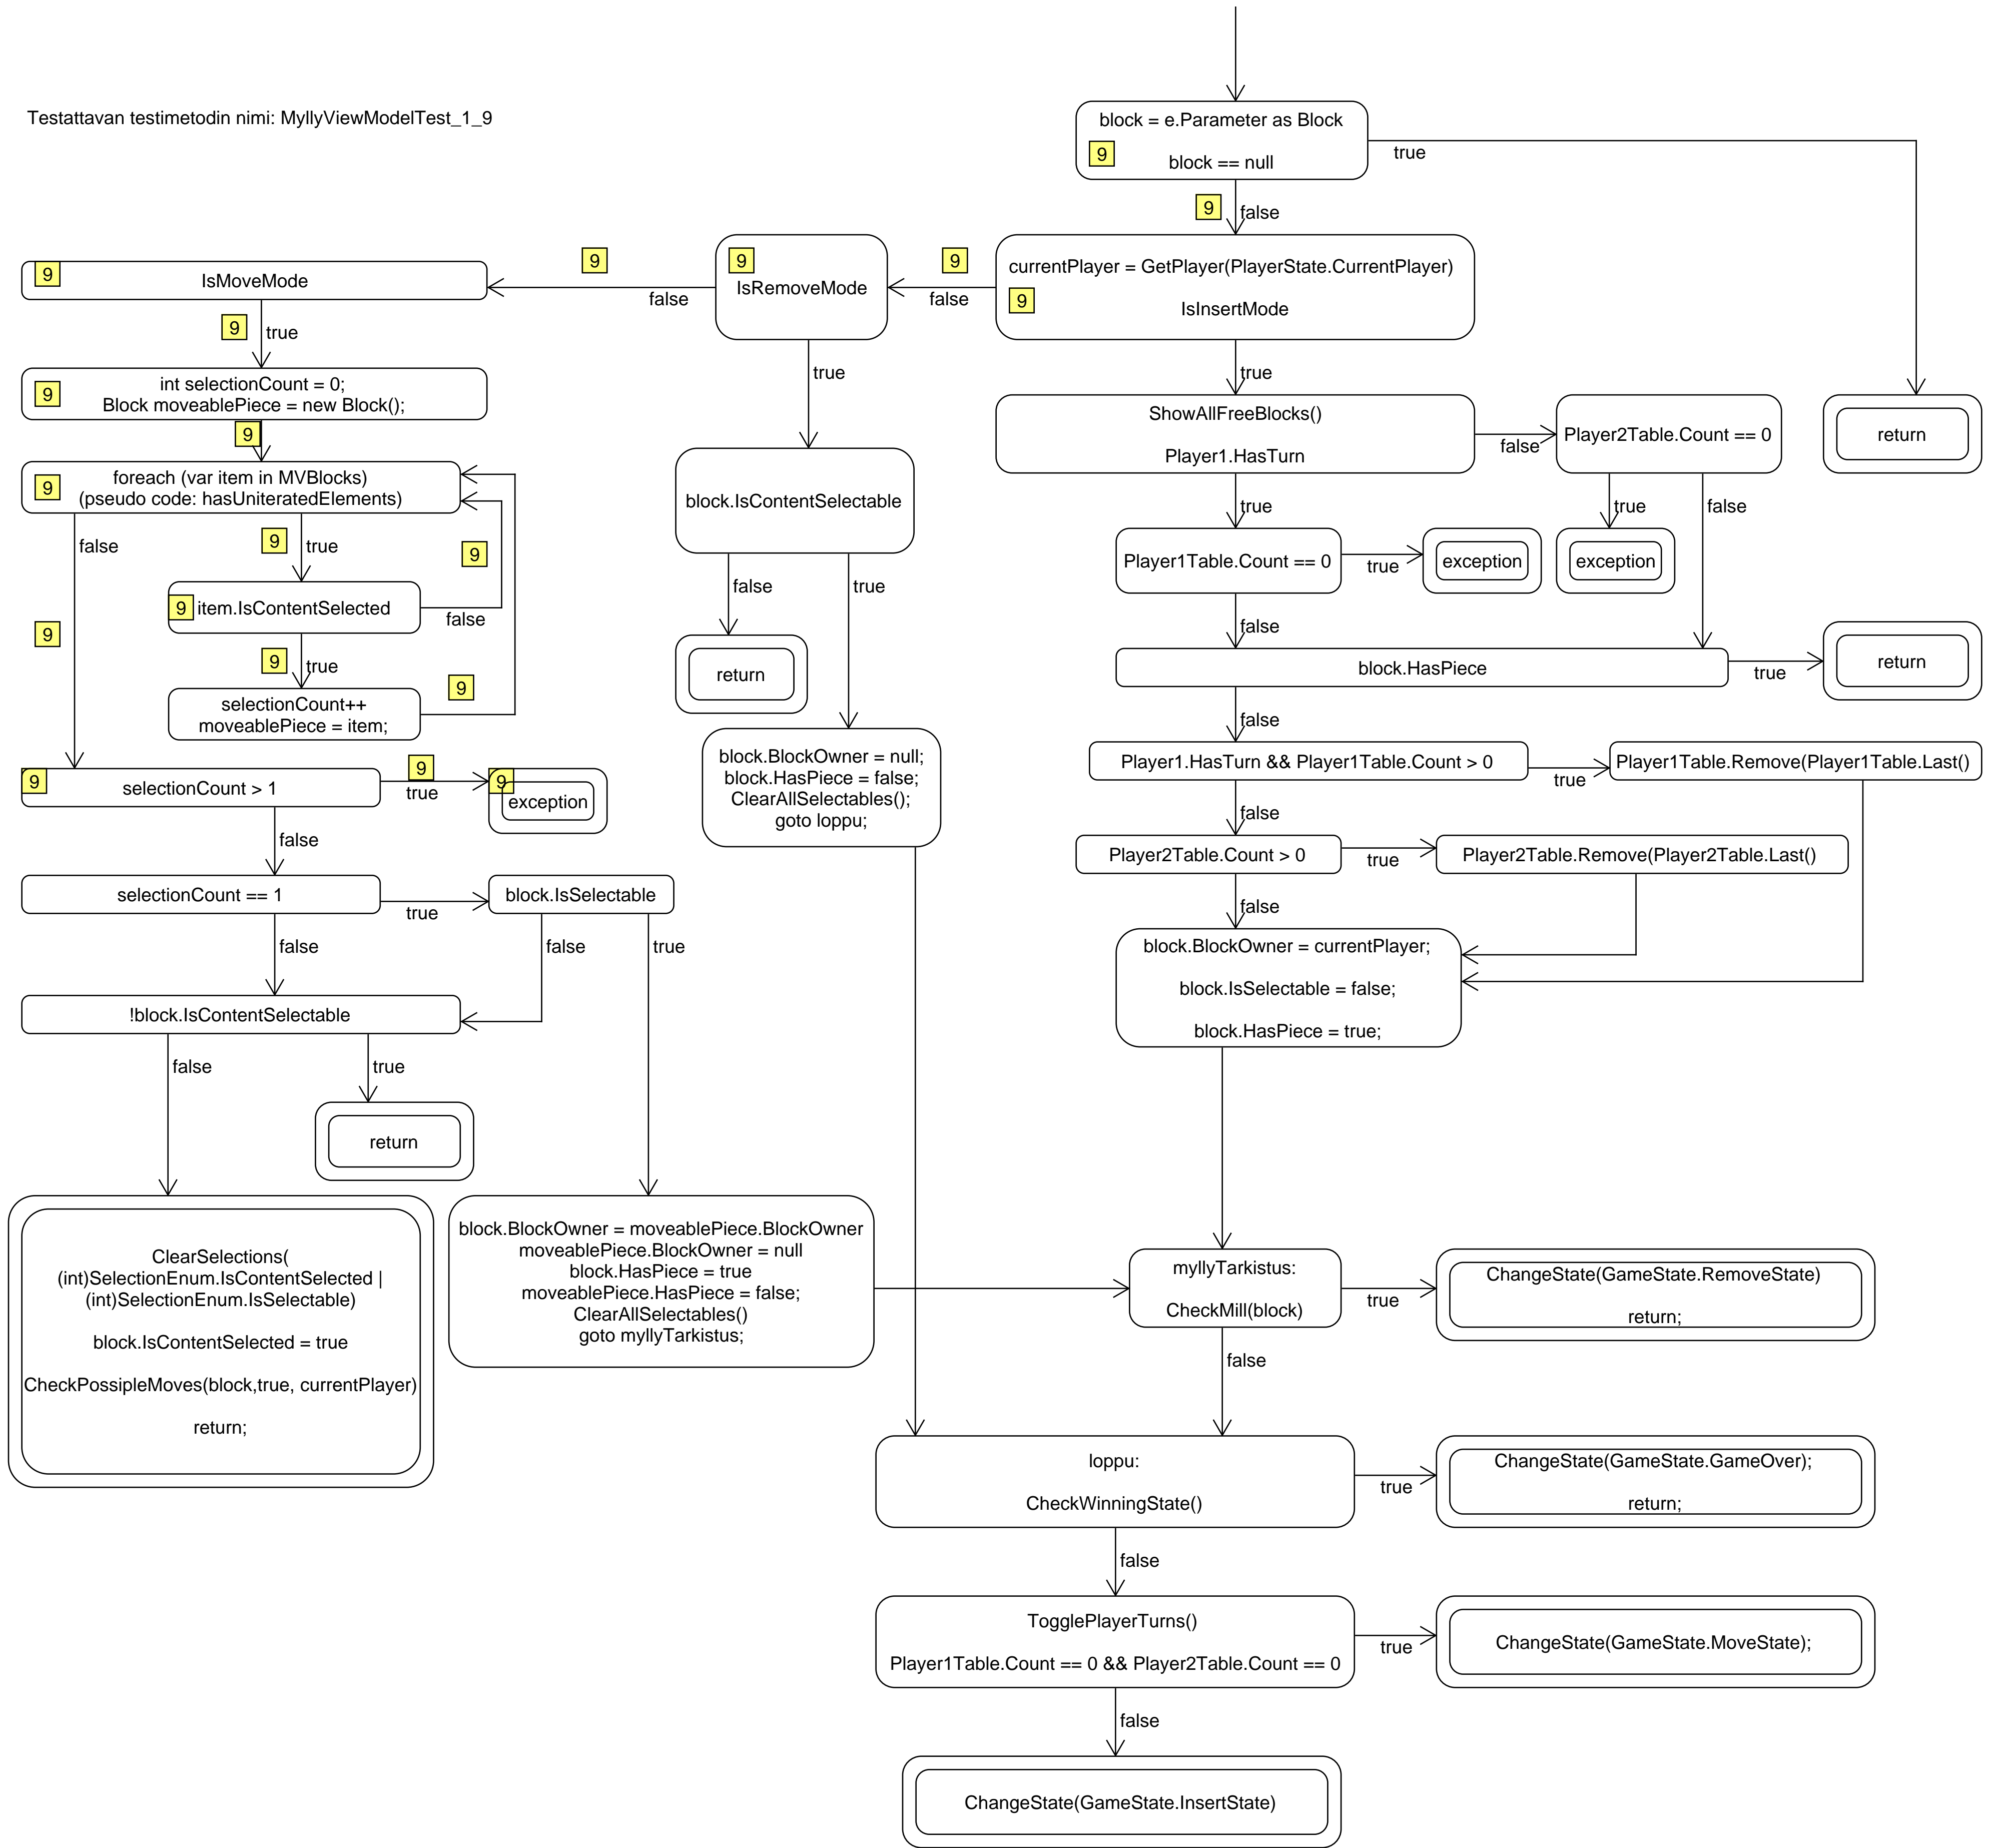 Testattavan testimetodin nimi: MyllyViewModelTest_1_9
block = e.Parameter as Block
9
block == null
true
9
false
currentPlayer = GetPlayer(PlayerState.CurrentPlayer)
9
IsInsertMode
9
false
9
IsRemoveMode
9
false
9
IsMoveMode
9
true
9
int selectionCount = 0;
Block moveablePiece = new Block();
9
9
foreach (var item in MVBlocks)
(pseudo code: hasUniteratedElements)
false
9
9
true
9
9
item.IsContentSelected
false
9
true
9
selectionCount++
moveablePiece = item;
9
selectionCount > 1
9
true
9
exception
false
selectionCount == 1
true
block.IsSelectable
false
false
true
!block.IsContentSelectable
false
true
return
ClearSelections(
(int)SelectionEnum.IsContentSelected |
(int)SelectionEnum.IsSelectable)
block.IsContentSelected = true
CheckPossipleMoves(block,true, currentPlayer)
return;
block.BlockOwner = moveablePiece.BlockOwner
moveablePiece.BlockOwner = null
block.HasPiece = true
moveablePiece.HasPiece = false;
ClearAllSelectables()
goto myllyTarkistus;
true
block.IsContentSelectable
false
true
return
block.BlockOwner = null;
block.HasPiece = false;
ClearAllSelectables();
goto loppu;
true
ShowAllFreeBlocks()
Player1.HasTurn
false
Player2Table.Count == 0
return
true
true
false
Player1Table.Count == 0
true
exception
exception
false
block.HasPiece
true
return
false
Player1.HasTurn && Player1Table.Count > 0
true
Player1Table.Remove(Player1Table.Last()
false
Player2Table.Count > 0
true
Player2Table.Remove(Player2Table.Last()
false
block.BlockOwner = currentPlayer;
block.IsSelectable = false;
block.HasPiece = true;
myllyTarkistus:
CheckMill(block)
true
ChangeState(GameState.RemoveState)
return;
false
loppu:
CheckWinningState()
true
ChangeState(GameState.GameOver);
return;
false
TogglePlayerTurns()
Player1Table.Count == 0 && Player2Table.Count == 0
true
ChangeState(GameState.MoveState);
false
ChangeState(GameState.InsertState)